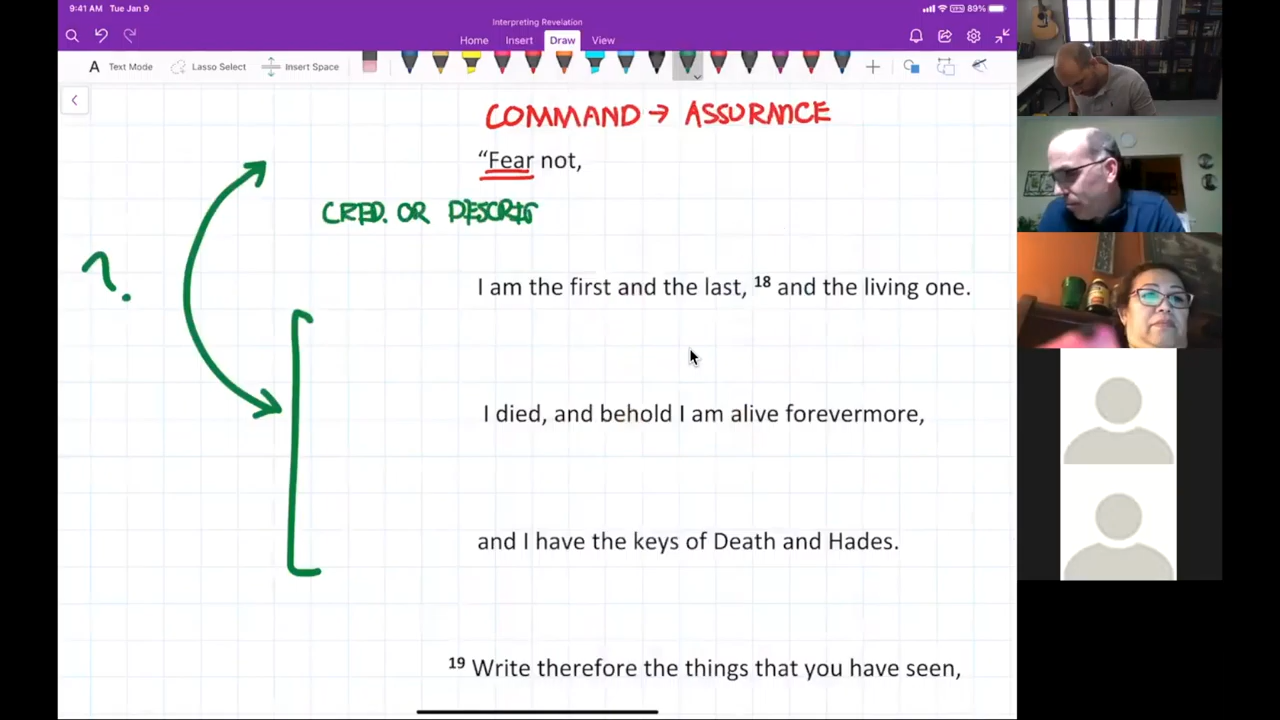 9:41 AM Tue Jan 9
89%
Interpreting Revelation
Home Insert Draw View
A Text Mode Lasso Select Insert Space
COMMAND → ASSURANCE
“Fear not,
CRED. OR DESCRIP
?
I am the first and the last, 18 and the living one.
I died, and behold I am alive forevermore,
and I have the keys of Death and Hades.
19 Write therefore the things that you have seen,